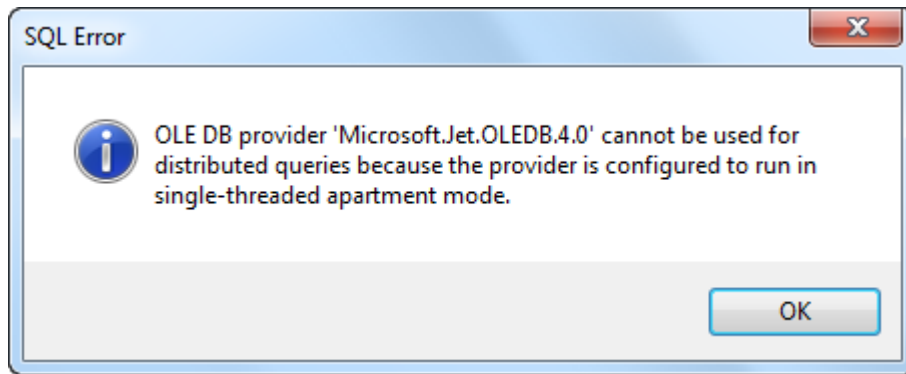 SQL Error
OLE DB provider 'Microsoft.Jet.OLEDB.4.0' cannot be used for
distributed queries because the provider is configured to run in
single-threaded apartment mode.
OK